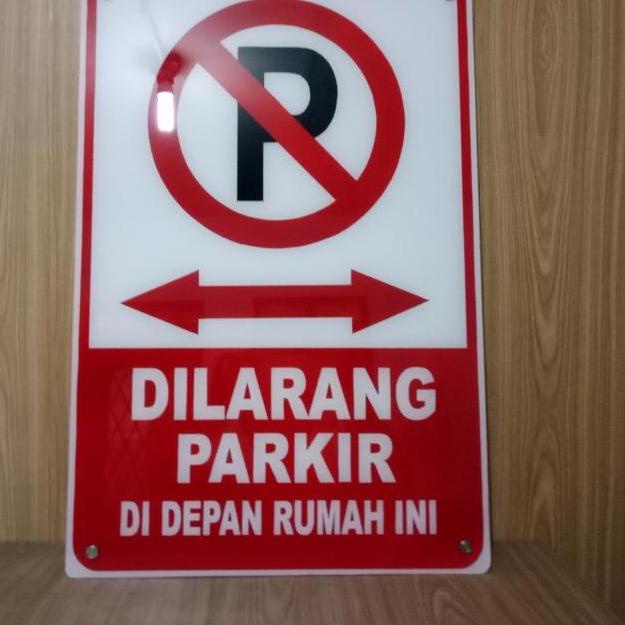 P
DILARANG
PARKIR
DI DEPAN RUMAH INI